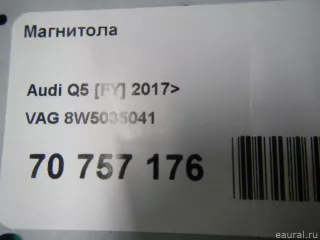 Магнитола
Audi Q5 [FY] 2017>
VAG 8W5035041
70 757 176
eaural.ru